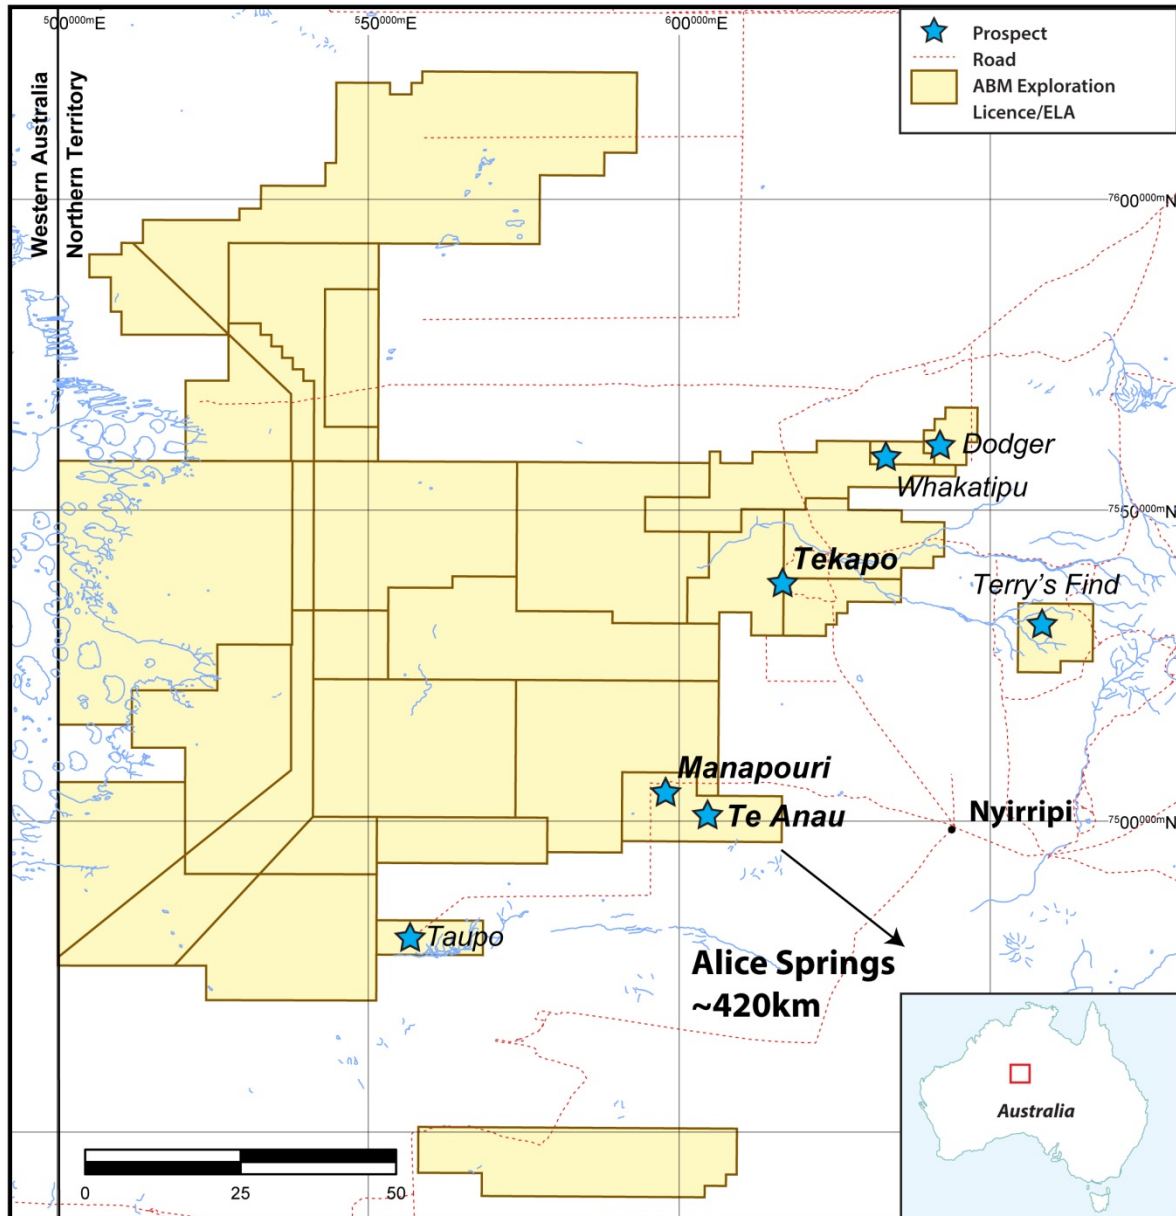 500000mE
550000mE
600000mE
Prospect
Road
ABM Exploration
Licence/ELA
Western Australia
Northern Territory
7600000mN
Dodger
Whakatipu
7550000mN
Tekapo
Terry's Find
Manapouri
Te Anau
Nyirripi
7500000mN
Taupo
Alice Springs
~420km
Australia
0
25
50